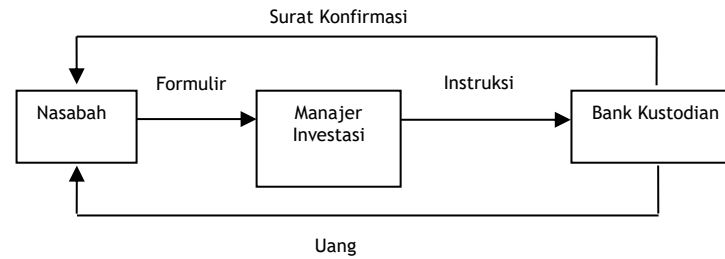 Surat Konfirmasi
Formulir
Instruksi
Nasabah
Manajer
Investasi
Bank Kustodian
Uang